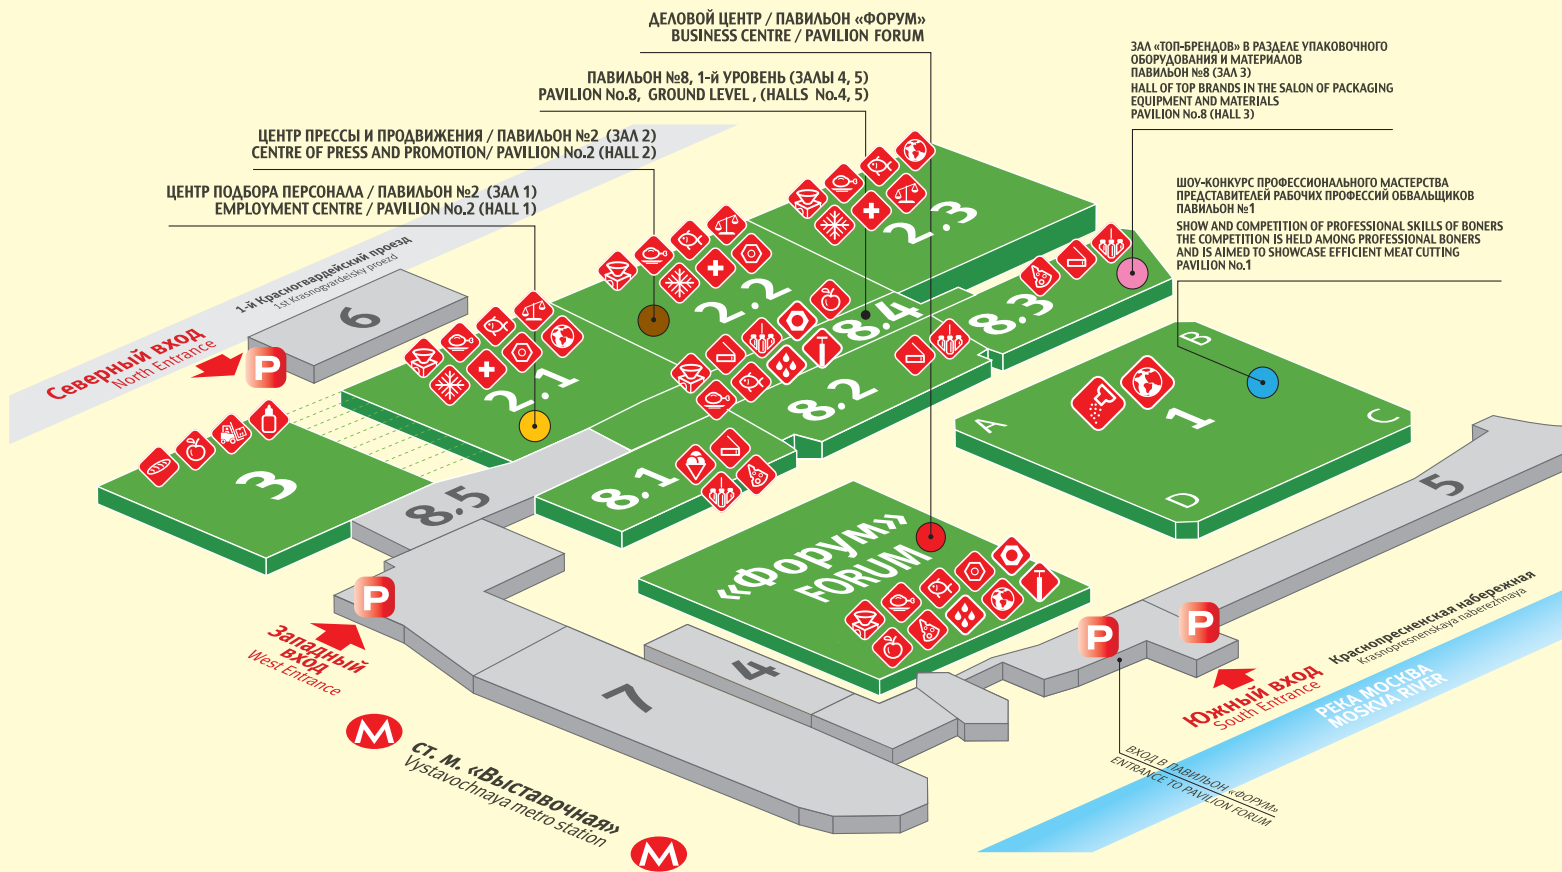 ДЕЛОВОЙ ЦЕНТР / ПАВИЛЬОН «ФОРУМ»
BUSINESS CENTRE / PAVILION FORUM
ПАВИЛЬОН №8, 1-й УРОВЕНЬ (ЗАЛЫ 4, 5)
PAVILION No.8, GROUND LEVEL , (HALLS No.4, 5)
ЦЕНТР ПРЕССЫ И ПРОДВИЖЕНИЯ / ПАВИЛЬОН №2 (ЗАЛ 2)
CENTRE OF PRESS AND PROMOTION/ PAVILION No.2 (HALL 2)
ЦЕНТР ПОДБОРА ПЕРСОНАЛА / ПАВИЛЬОН №2 (ЗАЛ 1)
EMPLOYMENT CENTRE / PAVILION No.2 (HALL 1)
ЗАЛ «ТОП-БРЕНДОВ» В РАЗДЕЛЕ УПАКОВОЧНОГО
ОБОРУДОВАНИЯ И МАТЕРИАЛОВ
ПАВИЛЬОН №8 (ЗАЛ 3)
HALL OF TOP BRANDS IN THE SALON OF PACKAGING
EQUIPMENT AND MATERIALS
PAVILION No.8 (HALL 3)
ШОУ-КОНКУРС ПРОФЕССИОНАЛЬНОГО МАСТЕРСТВА
ПРЕДСТАВИТЕЛЕЙ РАБОЧИХ ПРОФЕССИЙ ОБВАЛЬЩИКОВ
ПАВИЛЬОН №1
SHOW AND COMPETITION OF PROFESSIONAL SKILLS OF BONERS
THE COMPETITION IS HELD AMONG PROFESSIONAL BONERS
AND IS AIMED TO SHOWCASE EFFICIENT MEAT CUTTING
PAVILION No.1
1-й Красногвардейский проезд
1st Krasnogvardeisky proezd
Северный вход
North Entrance
P
6
2.3
2.2
2.1
8.4
8.3
8.2
8.1
8.5
3
1
A
B
C
D
5
«Форум»
FORUM
4
7
P
Западный
вход
West Entrance
P
P
Южный вход
South Entrance
Краснопресненская набережная
Krasnopresnenskaya naberezhnaya
РЕКА МОСКВА
MOSKVA RIVER
ВХОД В ПАВИЛЬОН «ФОРУМ»
ENTRANCE TO PAVILION FORUM
М
ст. м. «Выставочная»
Vystavochnaya metro station
М